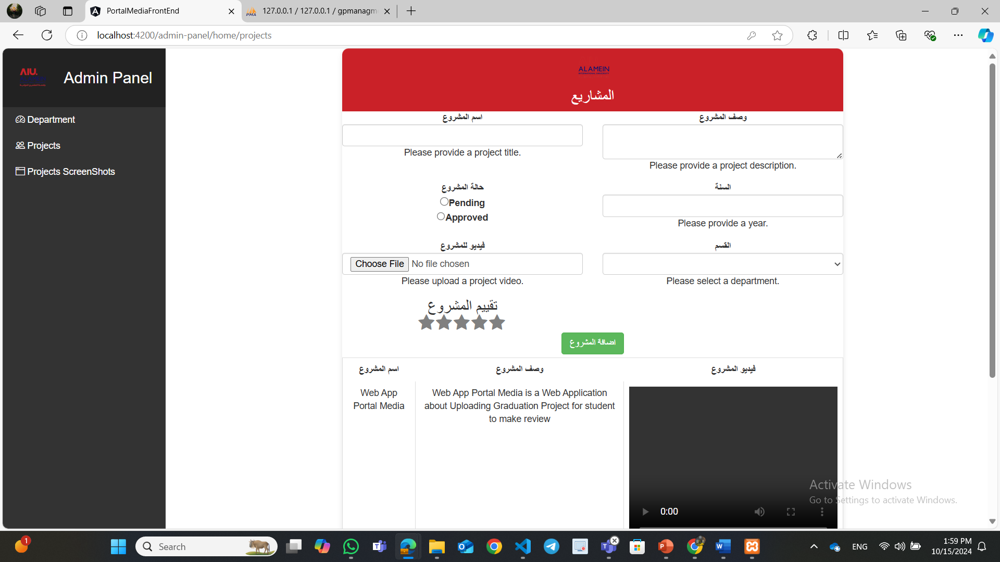 PortalMediaFrontEnd
127.0.0.1 / 127.0.0.1 / gpmanagm
localhost:4200/admin-panel/home/projects
AIU.
Admin Panel
Department
Projects
Projects ScreenShots
ALAMEIN
INTERNATIONAL UNIVERSITY
المشاريع
اسم المشروع
وصف المشروع
Please provide a project title.
Please provide a project description.
حالة المشروع
السنة
Pending
Approved
Please provide a year.
فيديو للمشروع
القسم
Choose File No file chosen
Please upload a project video.
Please select a department.
تقييم المشروع
اضافة المشروع
اسم المشروع
وصف المشروع
فيديو المشروع
Web App
Portal Media
Web App Portal Media is a Web Application
about Uploading Graduation Project for student
to make review
0:00
Activate Windows
Go to Settings to activate Windows.
1
Search
ENG
1:59 PM
10/15/2024